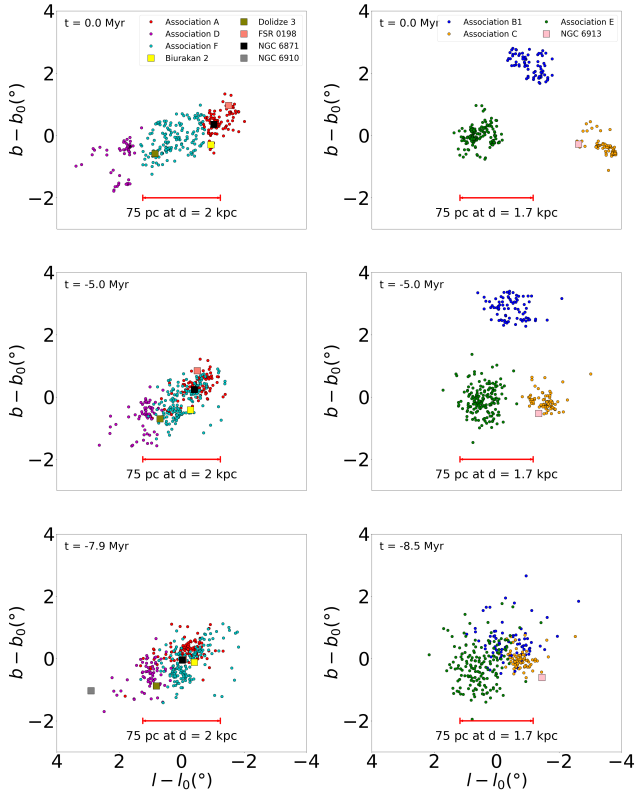 t = 0.0 Myr
Association A
Association D
Association F
Biurakan 2
Dolidze 3
FSR 0198
NGC 6871
NGC 6910
4
2
0
−2
b − b₀(°)
75 pc at d = 2 kpc
t = 0.0 Myr
Association B1
Association C
Association E
NGC 6913
4
2
0
−2
b − b₀(°)
75 pc at d = 1.7 kpc
t = -5.0 Myr
4
2
0
−2
b − b₀(°)
75 pc at d = 2 kpc
t = -5.0 Myr
4
2
0
−2
b − b₀(°)
75 pc at d = 1.7 kpc
t = -7.9 Myr
4
2
0
−2
b − b₀(°)
75 pc at d = 2 kpc
4 2 0 −2 −4
l − l₀(°)
t = -8.5 Myr
4
2
0
−2
b − b₀(°)
75 pc at d = 1.7 kpc
4 2 0 −2 −4
l − l₀(°)